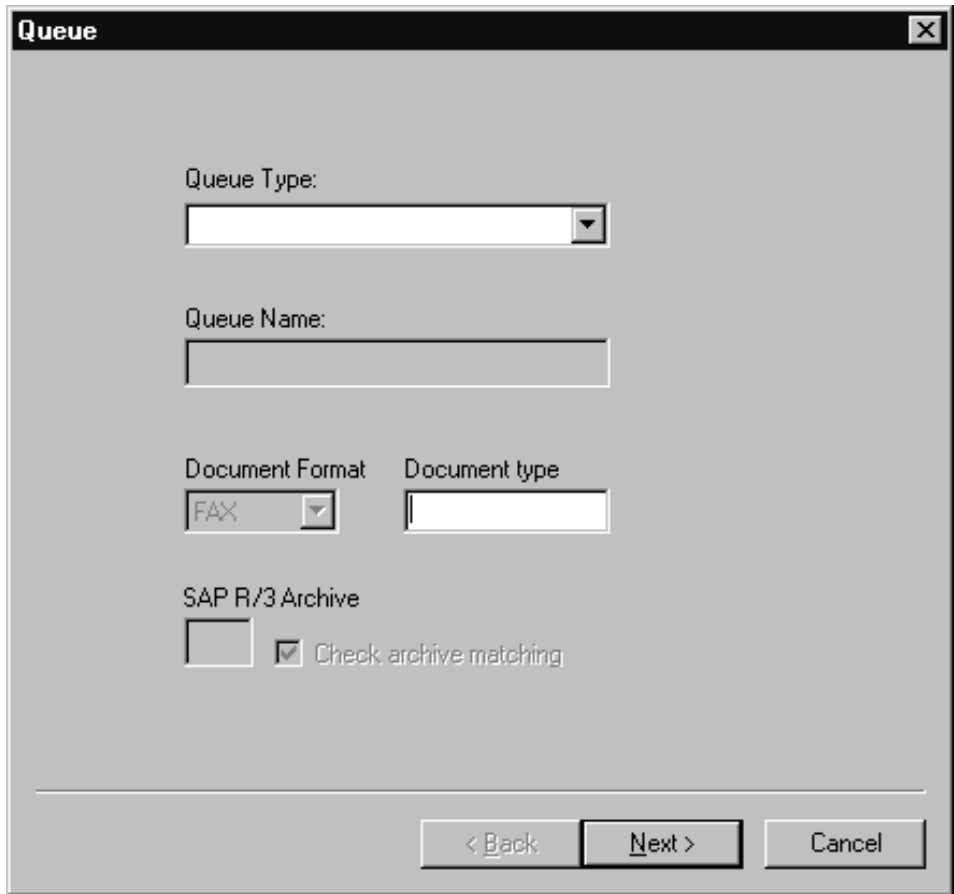 Queue
Queue Type:
Queue Name:
Document Format Document type
FAX
SAP R/3 Archive
Check archive matching
< Back Next > Cancel